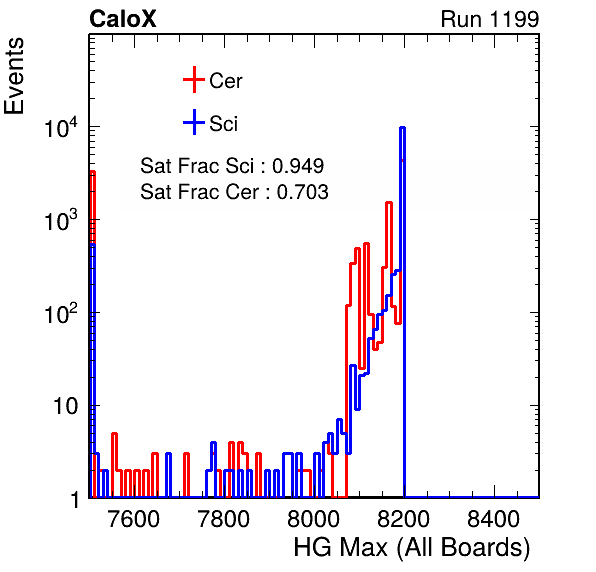 CaloX
Run 1199
Events
Cer
Sci
Sat Frac Sci : 0.949
Sat Frac Cer : 0.703
10⁴
10³
10²
10
1
7600 7800 8000 8200 8400
HG Max (All Boards)